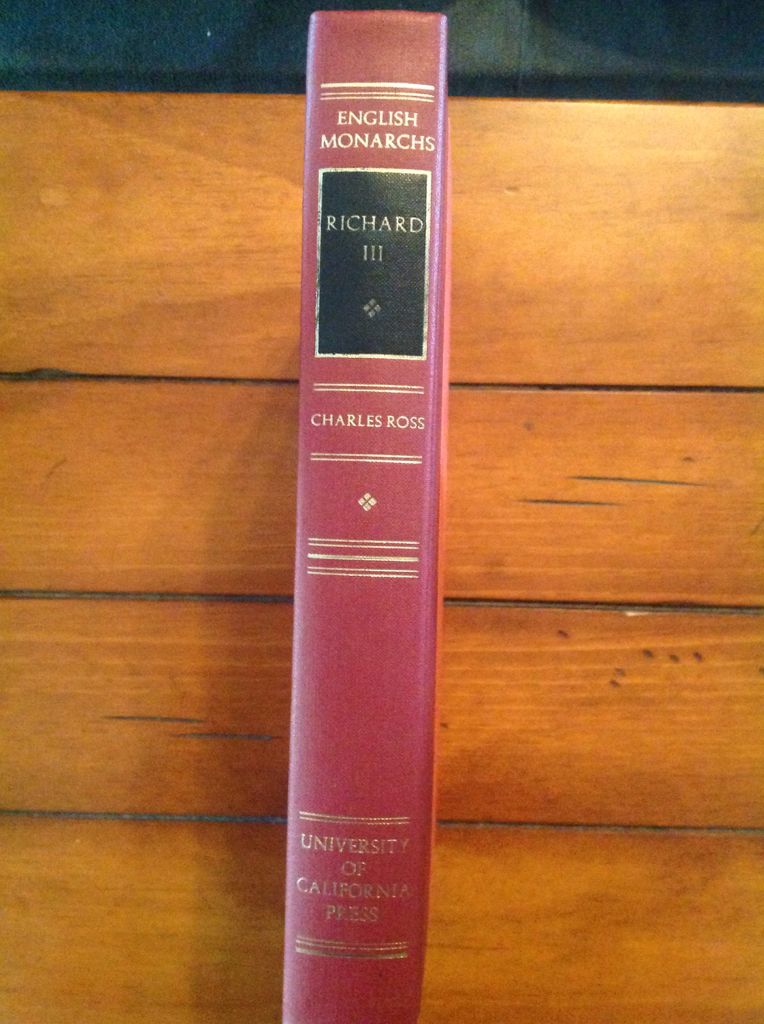 ENGLISH
MONARCHS
RICHARD
III
CHARLES ROSS
UNIVERSITY
OF
CALIFORNIA
PRESS